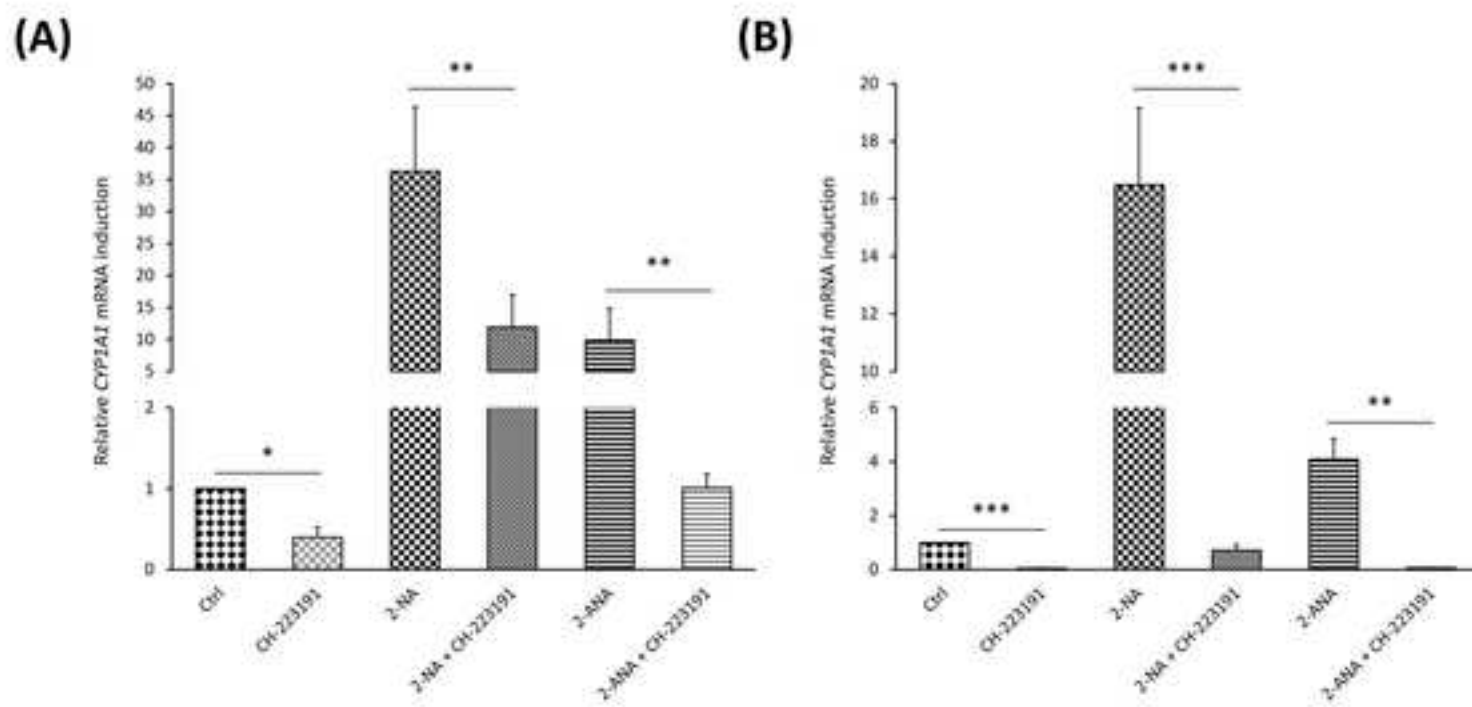 (A)
Relative CYP1A1 mRNA induction
50
45
40
35
30
25
20
15
10
5
2
1
0
**
**
*
Ctrl
CH-223191
2-NA
2-NA + CH-223191
2-ANA
2-ANA + CH-223191
(B)
Relative CYP1A1 mRNA induction
20
18
16
14
12
10
6
4
2
0
***
**
***
Ctrl
CH-223191
2-NA
2-NA + CH-223191
2-ANA
2-ANA + CH-223191